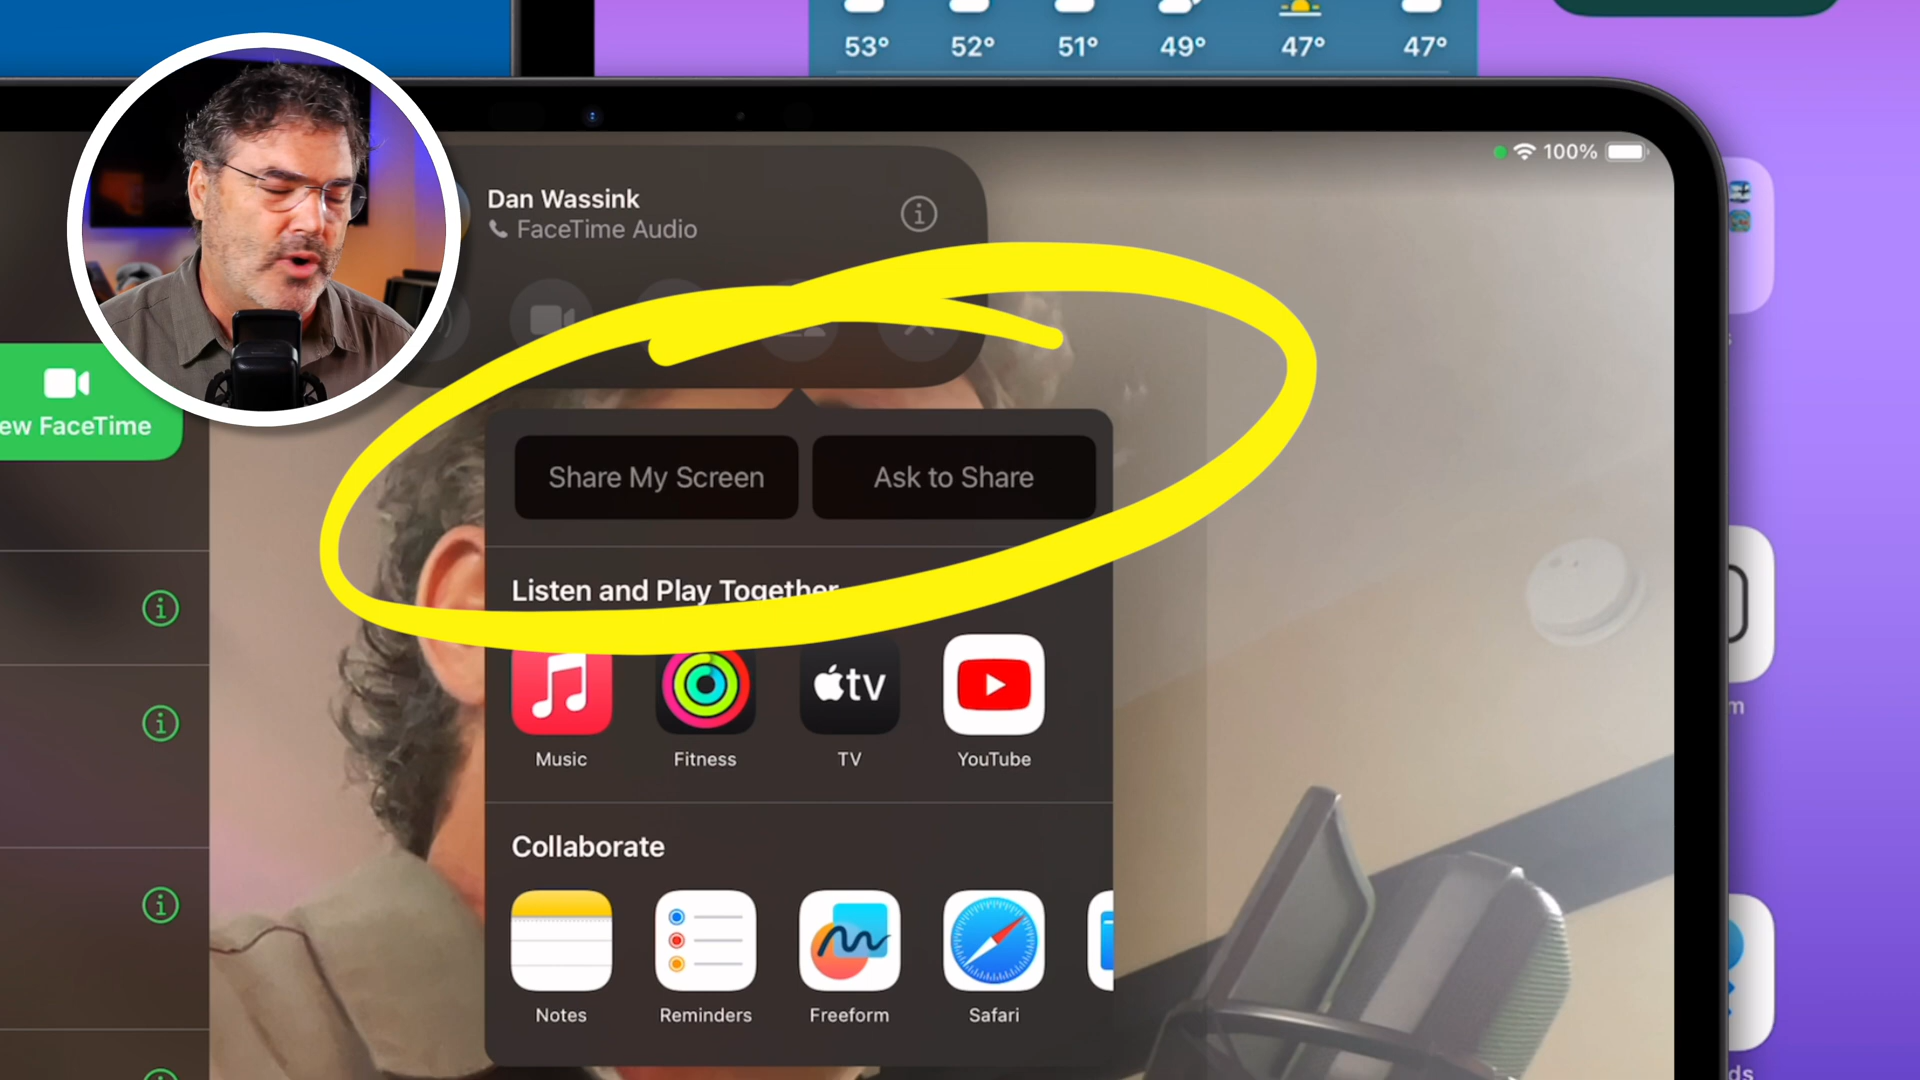 53° 52° 51° 49° 47° 47°
100%
Dan Wassink
FaceTime Audio
ew FaceTime
Share My Screen Ask to Share
Listen and Play Together
tv
Music Fitness TV YouTube
m
Collaborate
Notes Reminders Freeform Safari
ds